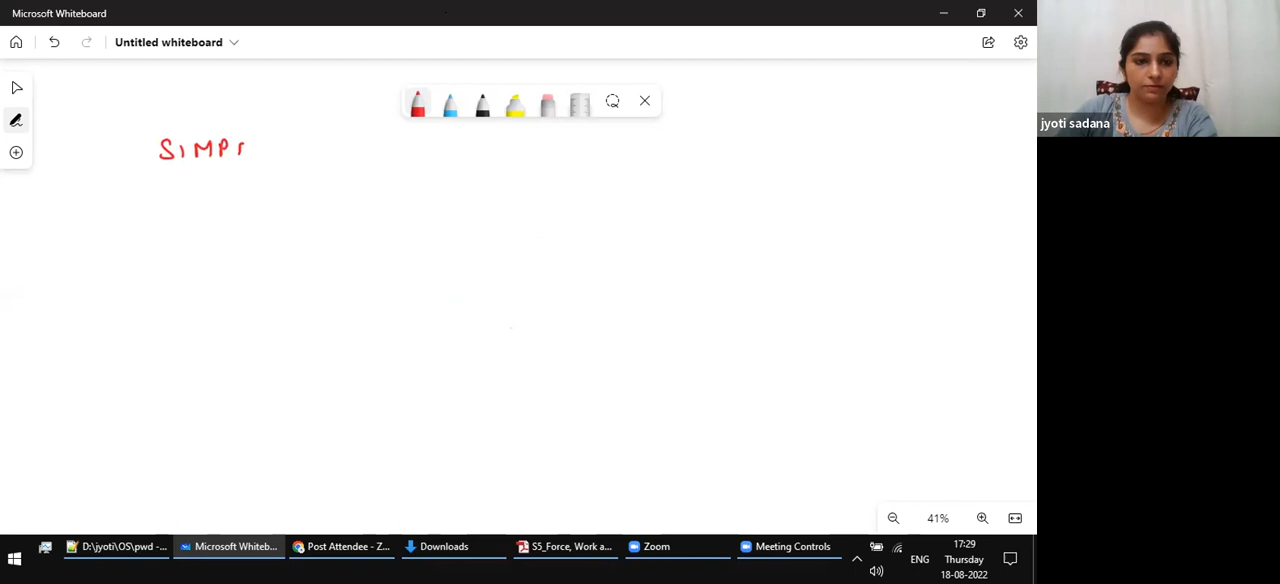 Microsoft Whiteboard
Untitled whiteboard
jyoti sadana
SIMP
41%
D:\jyoti\OS\pwd -...
Microsoft Whiteb...
Post Attendee - Z...
Downloads
S5_Force, Work a...
Zoom
Meeting Controls
ENG
17:29
Thursday
18-08-2022